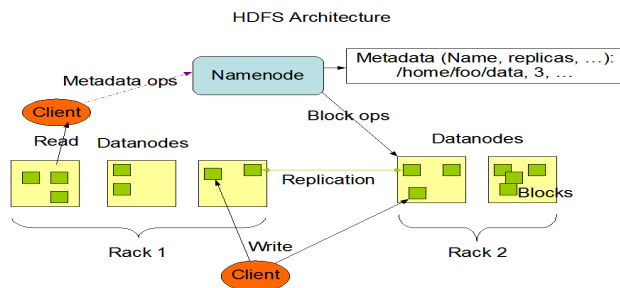 HDFS Architecture
Metadata (Name, replicas, …):
/home/foo/data, 3, …
Namenode
Metadata ops
Client
Block ops
Read
Datanodes
Datanodes
Replication
Blocks
Rack 1
Write
Rack 2
Client